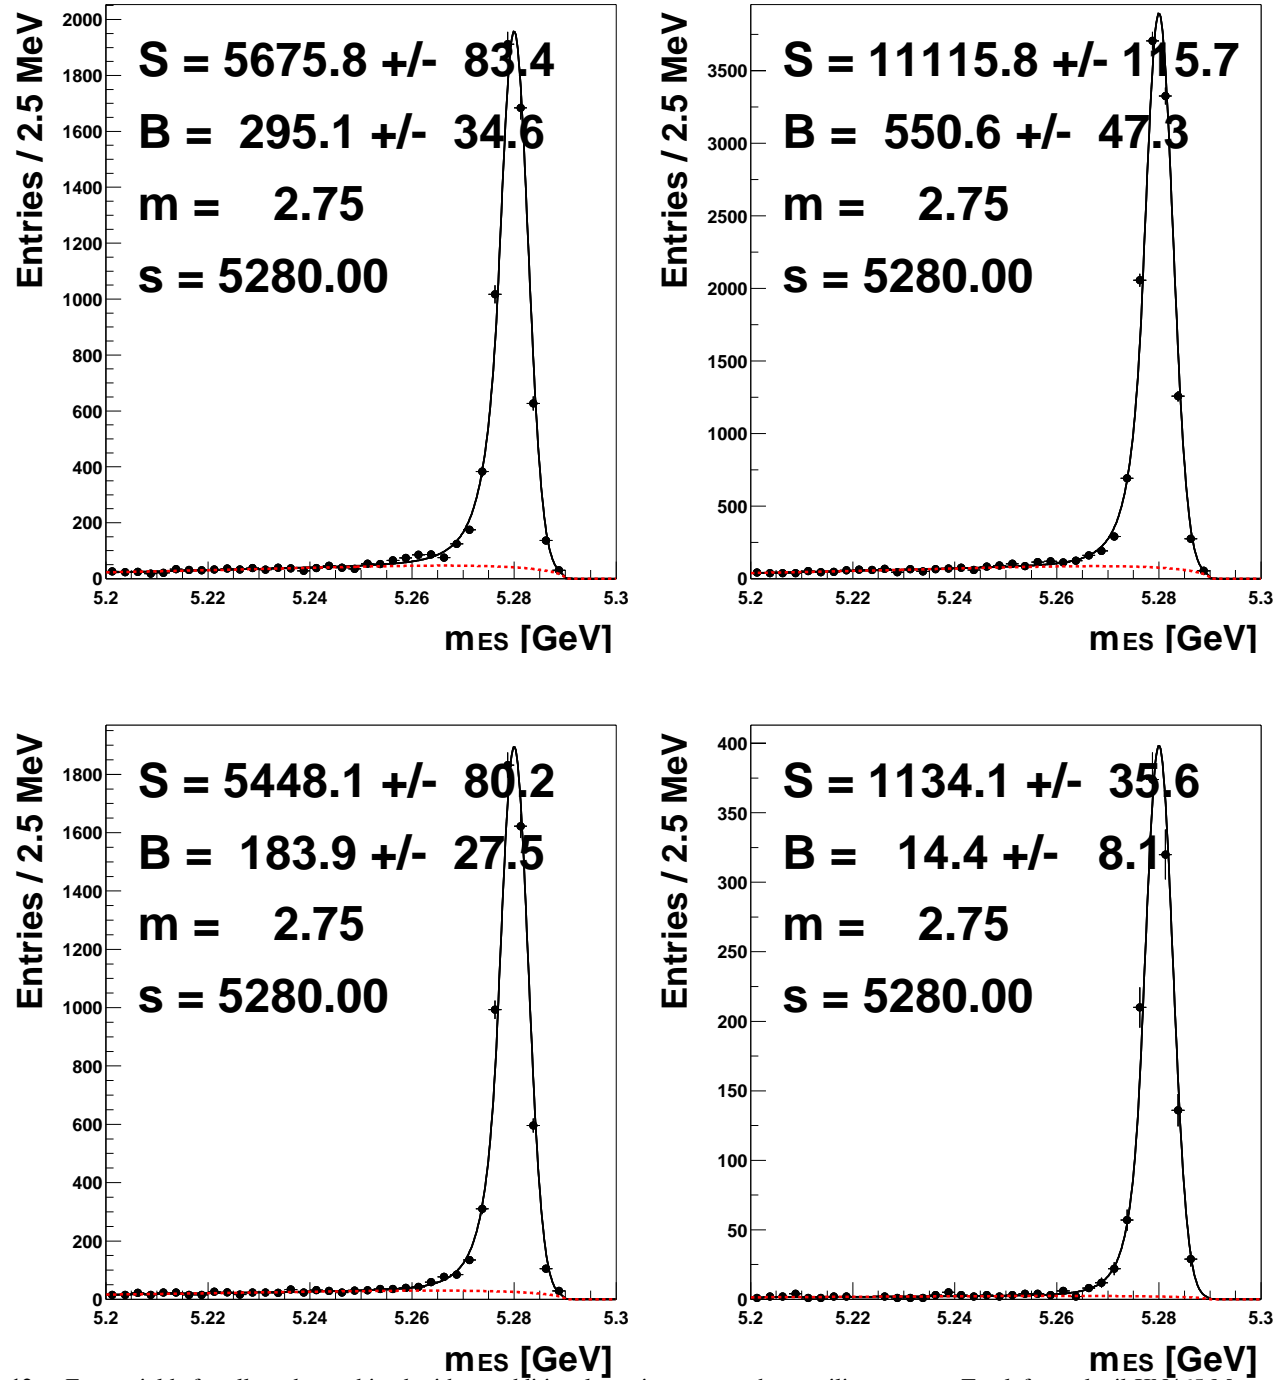 Entries / 2.5 MeV
2000
1800
1600
1400
1200
1000
800
600
400
200
0
S = 5675.8 +/- 83.4
B = 295.1 +/- 34.6
m = 2.75
s = 5280.00
5.2 5.22 5.24 5.26 5.28 5.3
mES [GeV]
Entries / 2.5 MeV
3500
3000
2500
2000
1500
1000
500
0
S = 11115.8 +/- 115.7
B = 550.6 +/- 47.3
m = 2.75
s = 5280.00
5.2 5.22 5.24 5.26 5.28 5.3
mES [GeV]
Entries / 2.5 MeV
1800
1600
1400
1200
1000
800
600
400
200
0
S = 5448.1 +/- 80.2
B = 183.9 +/- 27.5
m = 2.75
s = 5280.00
5.2 5.22 5.24 5.26 5.28 5.3
mES [GeV]
Entries / 2.5 MeV
400
350
300
250
200
150
100
50
0
S = 1134.1 +/- 35.6
B = 14.4 +/- 8.1
m = 2.75
s = 5280.00
5.2 5.22 5.24 5.26 5.28 5.3
mES [GeV]